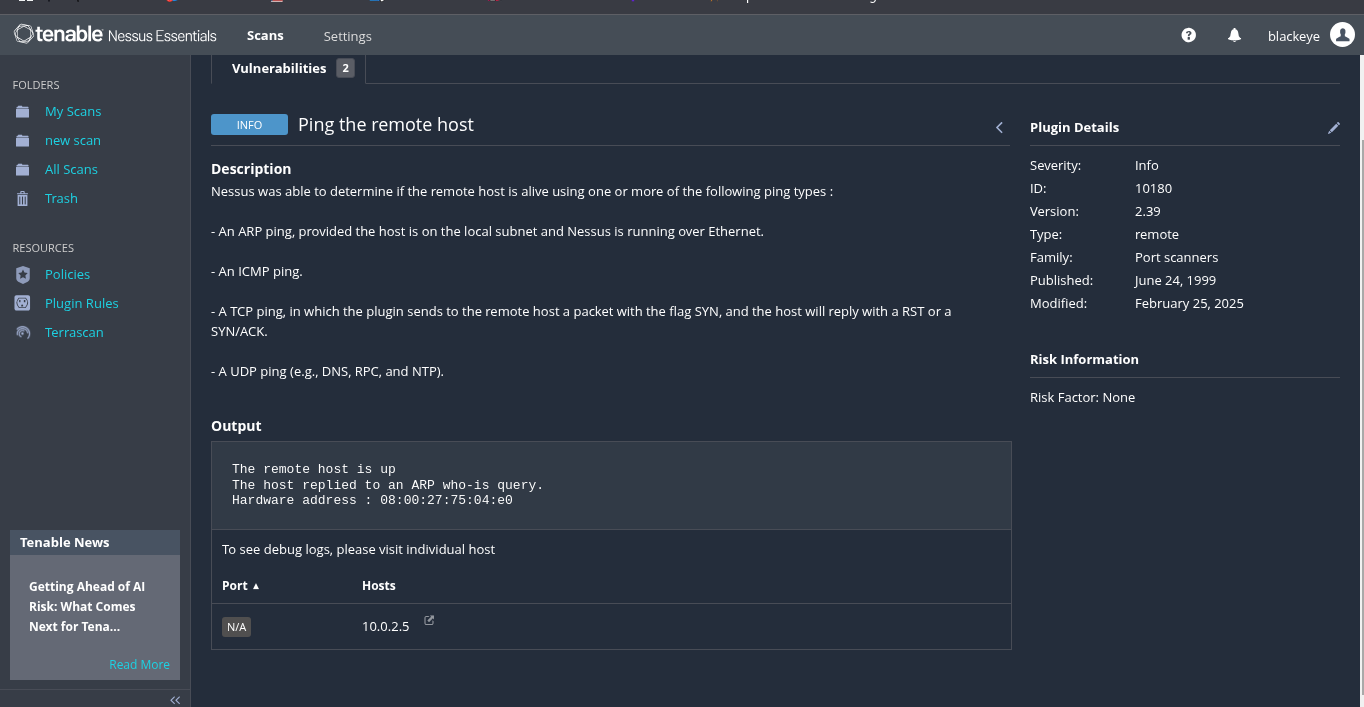 tenable Nessus Essentials
Scans
Settings
blackeye
FOLDERS
My Scans
new scan
All Scans
Trash
RESOURCES
Policies
Plugin Rules
Terrascan
Tenable News
Getting Ahead of AI
Risk: What Comes
Next for Tena...
Read More
Vulnerabilities 2
INFO Ping the remote host
Description
Nessus was able to determine if the remote host is alive using one or more of the following ping types :
- An ARP ping, provided the host is on the local subnet and Nessus is running over Ethernet.
- An ICMP ping.
- A TCP ping, in which the plugin sends to the remote host a packet with the flag SYN, and the host will reply with a RST or a
SYN/ACK.
- A UDP ping (e.g., DNS, RPC, and NTP).
Output
The remote host is up
The host replied to an ARP who-is query.
Hardware address : 08:00:27:75:04:e0
To see debug logs, please visit individual host
Port ▲ Hosts
N/A 10.0.2.5
Plugin Details
Severity: Info
ID: 10180
Version: 2.39
Type: remote
Family: Port scanners
Published: June 24, 1999
Modified: February 25, 2025
Risk Information
Risk Factor: None